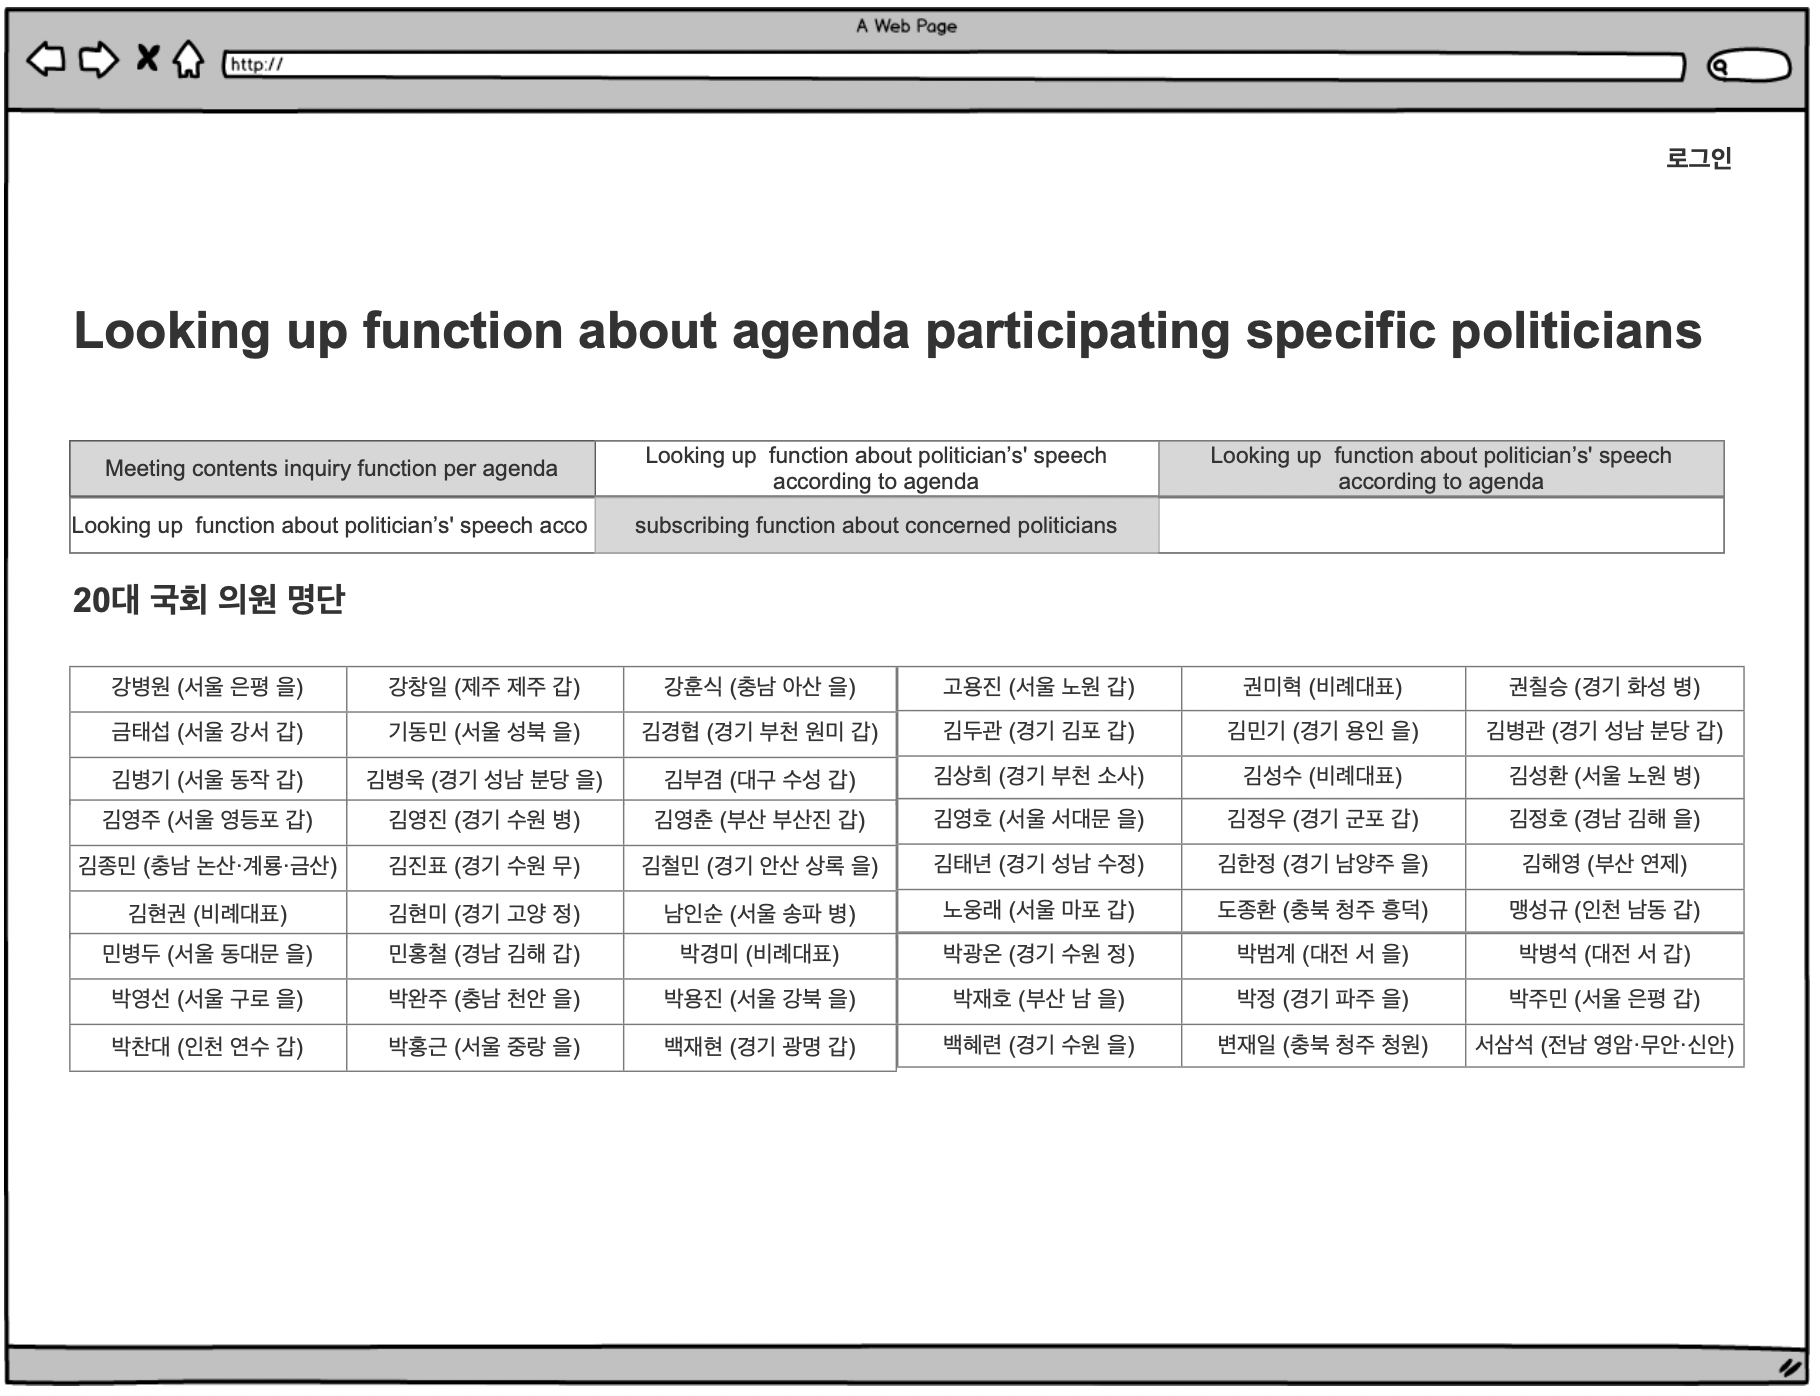 A Web Page
http://
로그인
Looking up function about agenda participating specific politicians
Meeting contents inquiry function per agenda
Looking up  function about politician’s' speech
according to agenda
Looking up  function about politician’s' speech
according to agenda
Looking up  function about politician’s' speech acco
subscribing function about concerned politicians
20대 국회 의원 명단
강병원 (서울 은평 을) 강창일 (제주 제주 갑) 강훈식 (충남 아산 을) 고용진 (서울 노원 갑) 권미혁 (비례대표) 권칠승 (경기 화성 병)
금태섭 (서울 강서 갑) 기동민 (서울 성북 을) 김경협 (경기 부천 원미 갑) 김두관 (경기 김포 갑) 김민기 (경기 용인 을) 김병관 (경기 성남 분당 갑)
김병기 (서울 동작 갑) 김병욱 (경기 성남 분당 을) 김부겸 (대구 수성 갑) 김상희 (경기 부천 소사) 김성수 (비례대표) 김성환 (서울 노원 병)
김영주 (서울 영등포 갑) 김영진 (경기 수원 병) 김영춘 (부산 부산진 갑) 김영호 (서울 서대문 을) 김정우 (경기 군포 갑) 김정호 (경남 김해 을)
김종민 (충남 논산·계룡·금산) 김진표 (경기 수원 무) 김철민 (경기 안산 상록 을) 김태년 (경기 성남 수정) 김한정 (경기 남양주 을) 김해영 (부산 연제)
김현권 (비례대표) 김현미 (경기 고양 정) 남인순 (서울 송파 병) 노웅래 (서울 마포 갑) 도종환 (충북 청주 흥덕) 맹성규 (인천 남동 갑)
민병두 (서울 동대문 을) 민홍철 (경남 김해 갑) 박경미 (비례대표) 박광온 (경기 수원 정) 박범계 (대전 서 을) 박병석 (대전 서 갑)
박영선 (서울 구로 을) 박완주 (충남 천안 을) 박용진 (서울 강북 을) 박재호 (부산 남 을) 박정 (경기 파주 을) 박주민 (서울 은평 갑)
박찬대 (인천 연수 갑) 박홍근 (서울 중랑 을) 백재현 (경기 광명 갑) 백혜련 (경기 수원 을) 변재일 (충북 청주 청원) 서삼석 (전남 영암·무안·신안)